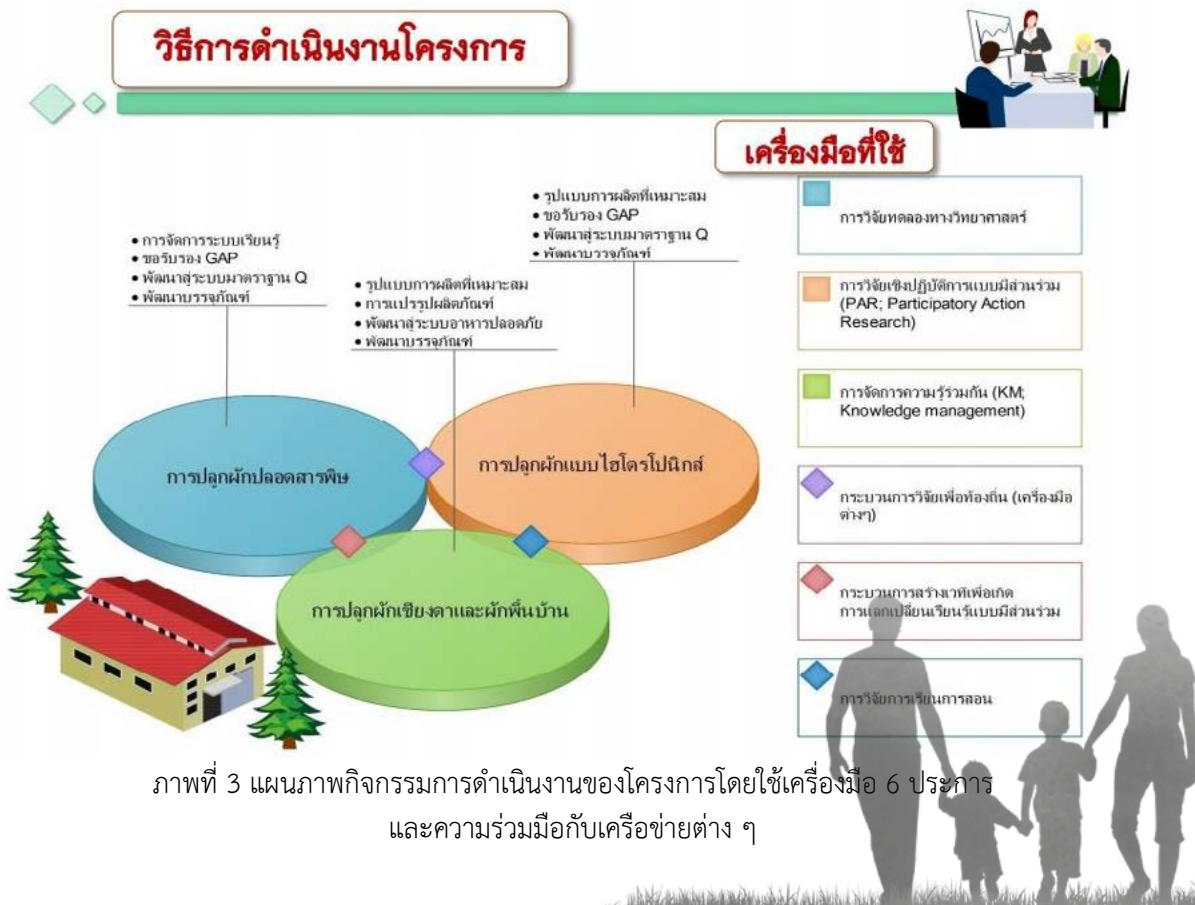 วิธีการดำเนินงานโครงการ
เครื่องมือที่ใช้
• การจัดการระบบเรียนรู้
• ขอรับรอง GAP
• พัฒนาสู่ระบบมาตราฐาน Q
• พัฒนาบรรจุภัณฑ์
• รูปแบบการผลิตที่เหมาะสม
• การแปรรูปผลิตภัณฑ์
• พัฒนาสู่ระบบอาหารปลอดภัย
• พัฒนาบรรจุภัณฑ์
• รูปแบบการผลิตที่เหมาะสม
• ขอรับรอง GAP
• พัฒนาสู่ระบบมาตราฐาน Q
• พัฒนาบรรจุภัณฑ์
การปลูกผักปลอดสารพิษ
การปลูกผักแบบไฮโดรโปนิกส์
การปลูกผักเชียงดาและผักพื้นบ้าน
การวิจัยทดลองทางวิทยาศาสตร์
การวิจัยเชิงปฏิบัติการแบบมีส่วนร่วม
(PAR; Participatory Action
Research)
การจัดการความรู้ร่วมกัน (KM;
Knowledge management)
กระบวนการวิจัยเพื่อท้องถิ่น (เครื่องมือ
ต่างๆ)
กระบวนการสร้างเวทีเพื่อเกิด
การแลกเปลี่ยนเรียนรู้แบบมีส่วนร่วม
การวิจัยการเรียนการสอน
ภาพที่ 3 แผนภาพกิจกรรมการดำเนินงานของโครงการโดยใช้เครื่องมือ 6 ประการ
และความร่วมมือกับเครือข่ายต่าง ๆ